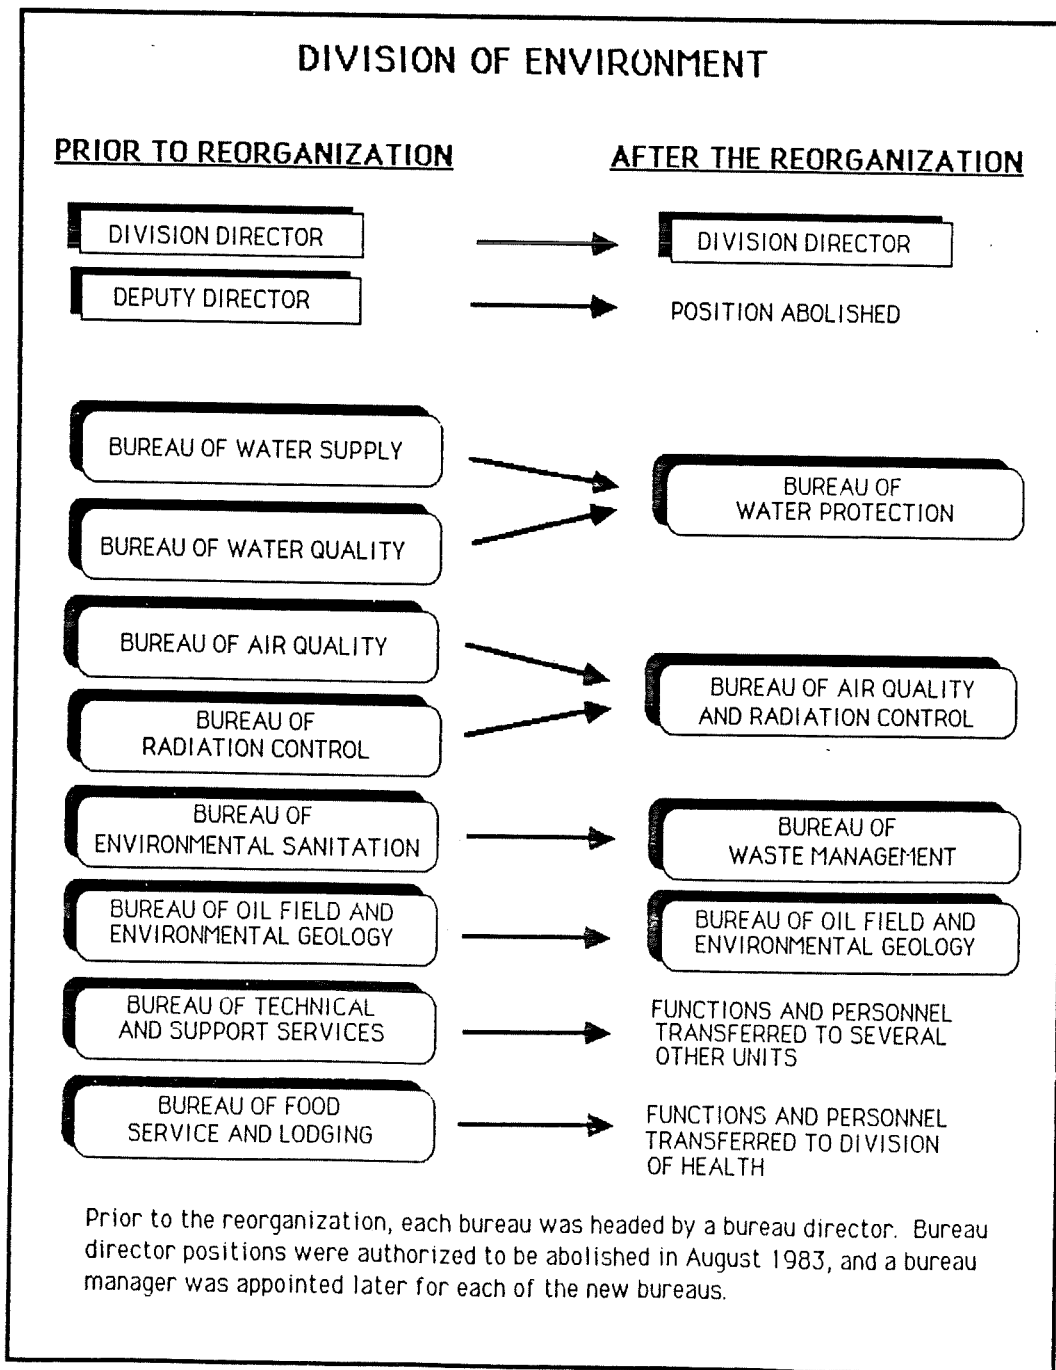 DIVISION OF ENVIRONMENT
PRIOR TO REORGANIZATION
AFTER THE REORGANIZATION
DIVISION DIRECTOR
DIVISION DIRECTOR
DEPUTY DIRECTOR
POSITION ABOLISHED
BUREAU OF WATER SUPPLY
BUREAU OF WATER QUALITY
BUREAU OF
WATER PROTECTION
BUREAU OF AIR QUALITY
BUREAU OF
RADIATION CONTROL
BUREAU OF AIR QUALITY
AND RADIATION CONTROL
BUREAU OF
ENVIRONMENTAL SANITATION
BUREAU OF
WASTE MANAGEMENT
BUREAU OF OIL FIELD AND
ENVIRONMENTAL GEOLOGY
BUREAU OF OIL FIELD AND
ENVIRONMENTAL GEOLOGY
BUREAU OF TECHNICAL
AND SUPPORT SERVICES
FUNCTIONS AND PERSONNEL
TRANSFERRED TO SEVERAL
OTHER UNITS
BUREAU OF FOOD
SERVICE AND LODGING
FUNCTIONS AND PERSONNEL
TRANSFERRED TO DIVISION
OF HEALTH
Prior to the reorganization, each bureau was headed by a bureau director. Bureau
director positions were authorized to be abolished in August 1983, and a bureau
manager was appointed later for each of the new bureaus.